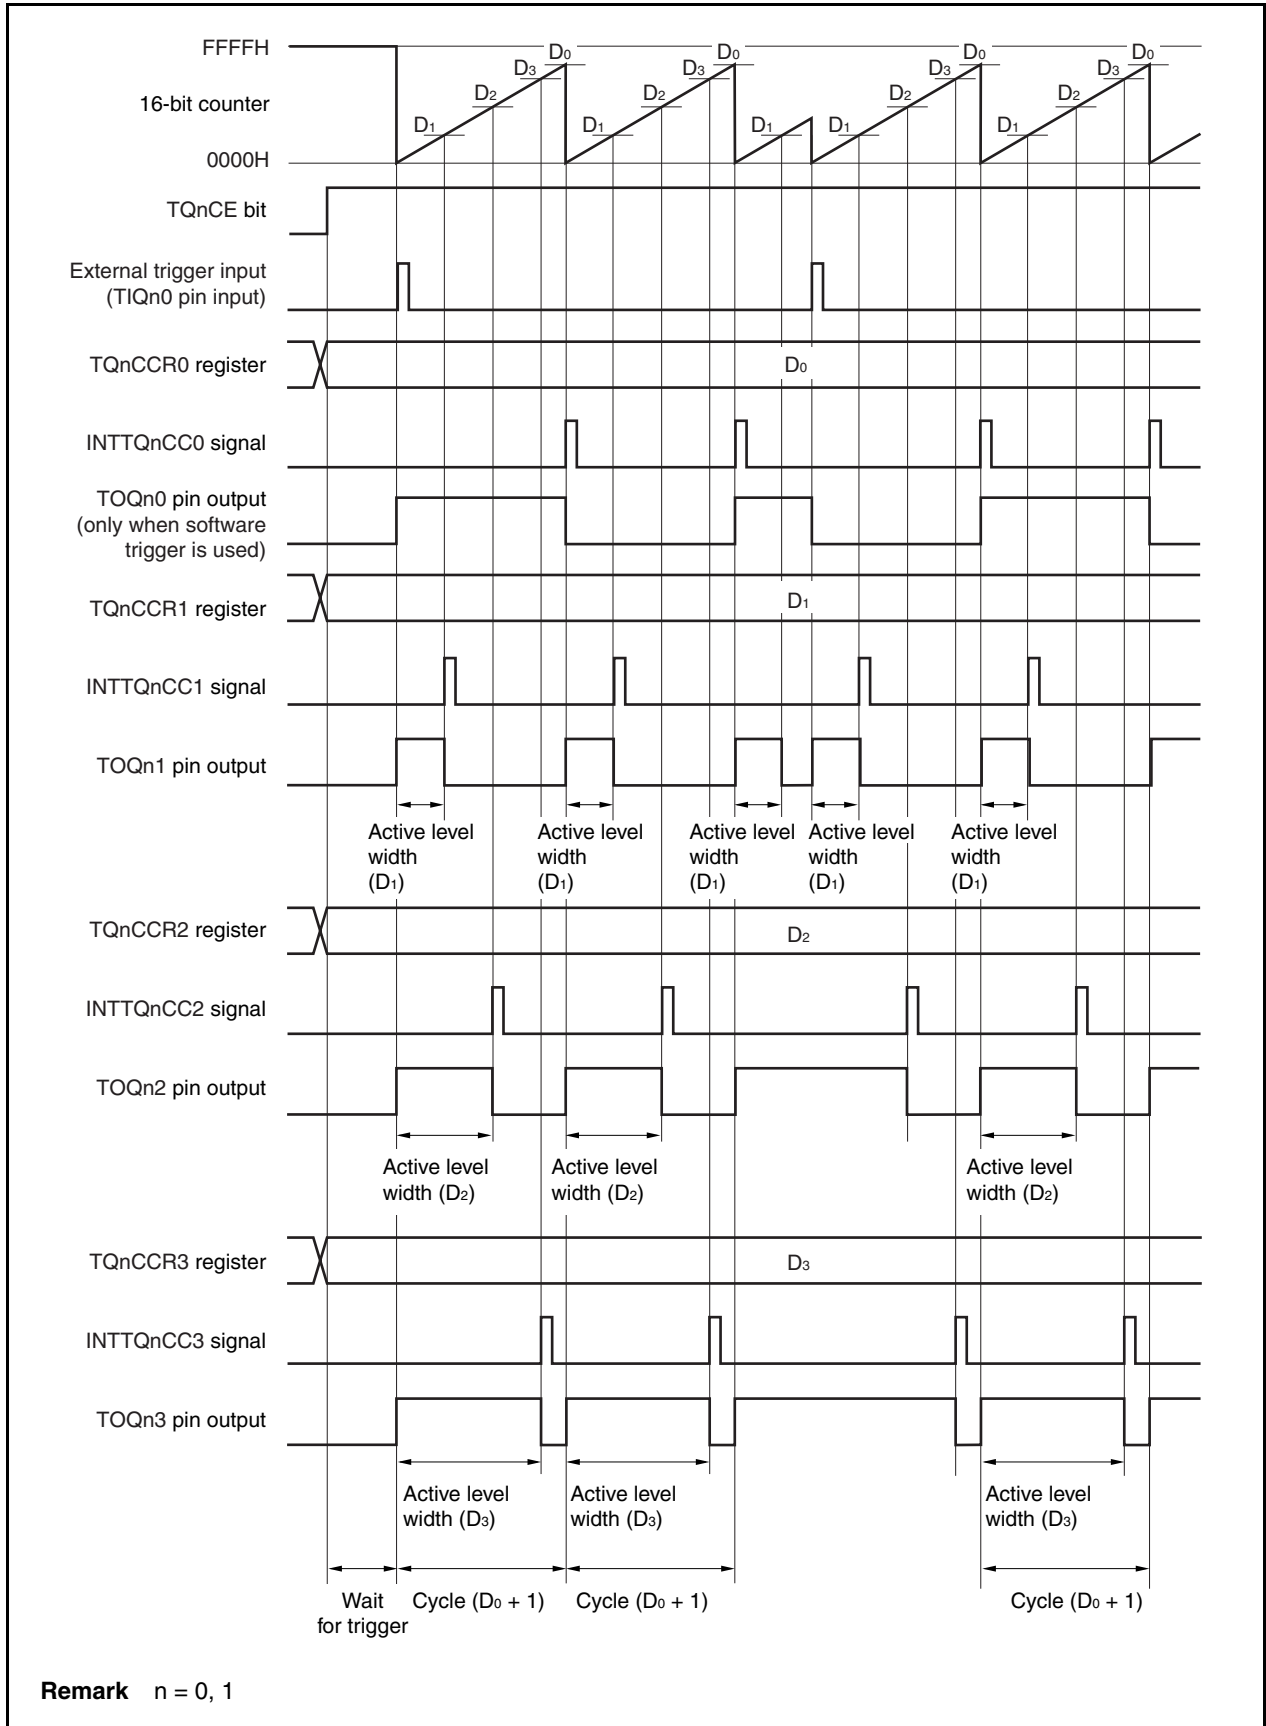 FFFFH
D0 D0 D0 D0
D3 D3 D3 D3
D2 D2 D2 D2
16-bit counter
D1 D1 D1 D1 D1
0000H
TQnCE bit
External trigger input
(TIQn0 pin input)
TQnCCR0 register
D0
INTTQnCC0 signal
TOQn0 pin output
(only when software
trigger is used)
TQnCCR1 register
D1
INTTQnCC1 signal
TOQn1 pin output
Active level Active level Active level Active level Active level
width width width width width
(D1) (D1) (D1) (D1) (D1)
TQnCCR2 register
D2
INTTQnCC2 signal
TOQn2 pin output
Active level Active level Active level
width (D2) width (D2) width (D2)
TQnCCR3 register
D3
INTTQnCC3 signal
TOQn3 pin output
Active level Active level Active level
width (D3) width (D3) width (D3)
Wait Cycle (D0 + 1) Cycle (D0 + 1) Cycle (D0 + 1)
for trigger
Remark n = 0, 1